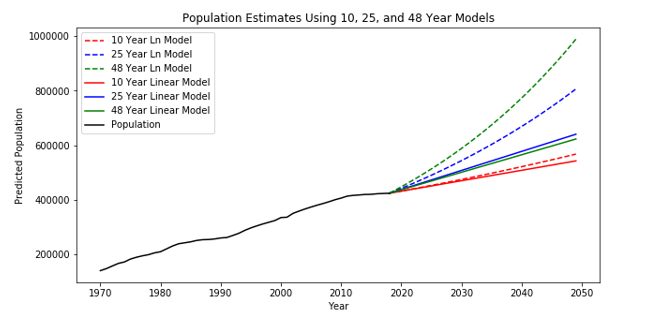 Population Estimates Using 10, 25, and 48 Year Models
10 Year Ln Model
25 Year Ln Model
48 Year Ln Model
10 Year Linear Model
25 Year Linear Model
48 Year Linear Model
Population
1000000
800000
600000
400000
200000
Predicted Population
1970 1980 1990 2000 2010 2020 2030 2040 2050
Year